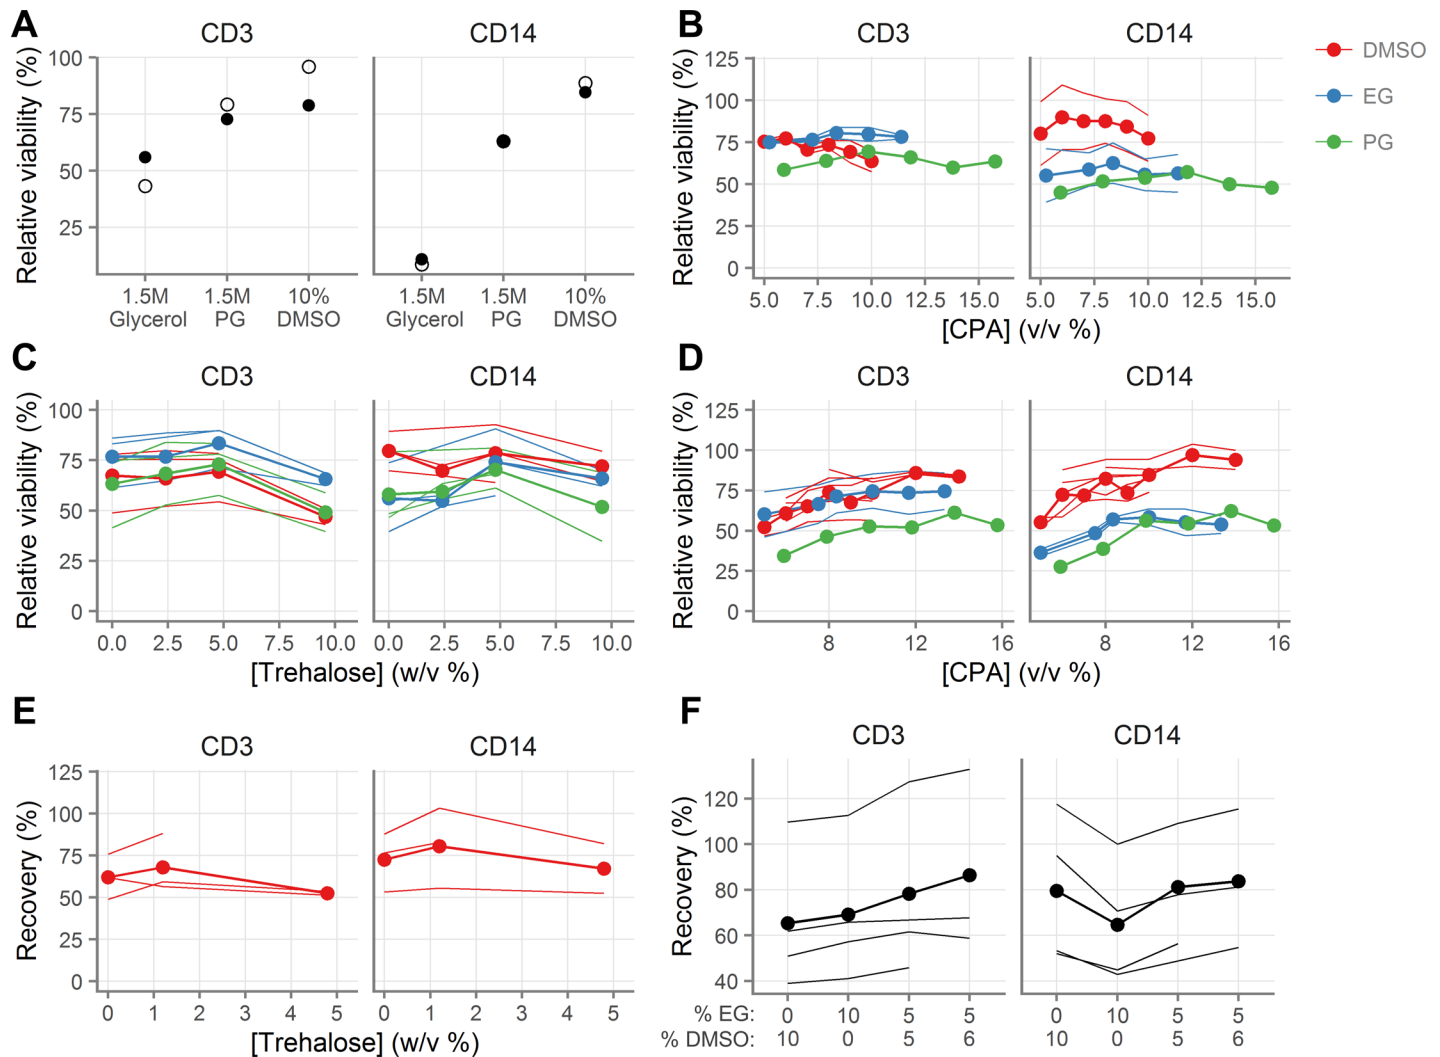 A
CD3
CD14
Relative viability (%)
100
75
50
25
1.5M
Glycerol
1.5M
PG
10%
DMSO
1.5M
Glycerol
1.5M
PG
10%
DMSO
B
CD3
CD14
Relative viability (%)
125
100
75
50
25
0
5.0 7.5 10.0 12.5 15.0
5.0 7.5 10.0 12.5 15.0
[CPA] (v/v %)
DMSO
EG
PG
C
CD3
CD14
Relative viability (%)
100
75
50
25
0
0.0 2.5 5.0 7.5 10.0
0.0 2.5 5.0 7.5 10.0
[Trehalose] (w/v %)
D
CD3
CD14
Relative viability (%)
125
100
75
50
25
0
8 12 16
8 12 16
[CPA] (v/v %)
E
CD3
CD14
Recovery (%)
125
100
75
50
25
0
0 1 2 3 4 5
0 1 2 3 4 5
[Trehalose] (w/v %)
F
CD3
CD14
Recovery (%)
120
100
80
60
40
% EG: 0 10 5 5 0 10 5 5
% DMSO: 10 0 5 6 10 0 5 6